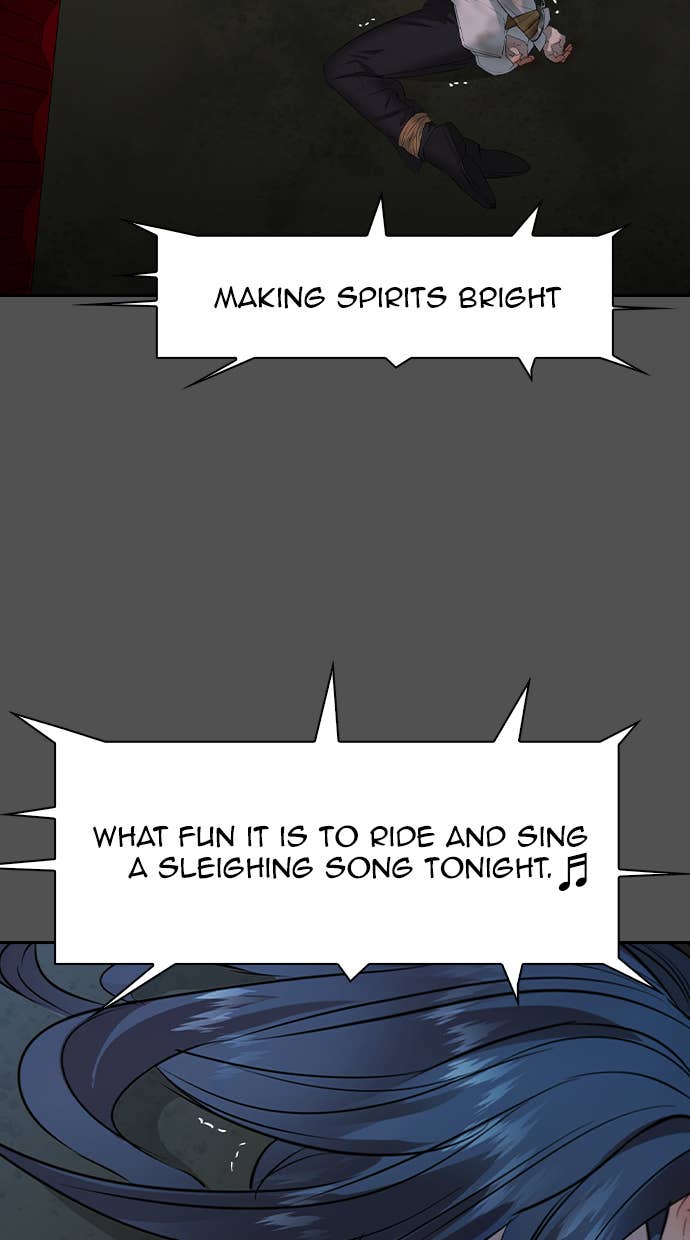 MAKING SPIRITS BRIGHT
WHAT FUN IT IS TO RIDE AND SING
A SLEIGHING SONG TONIGHT. ♫